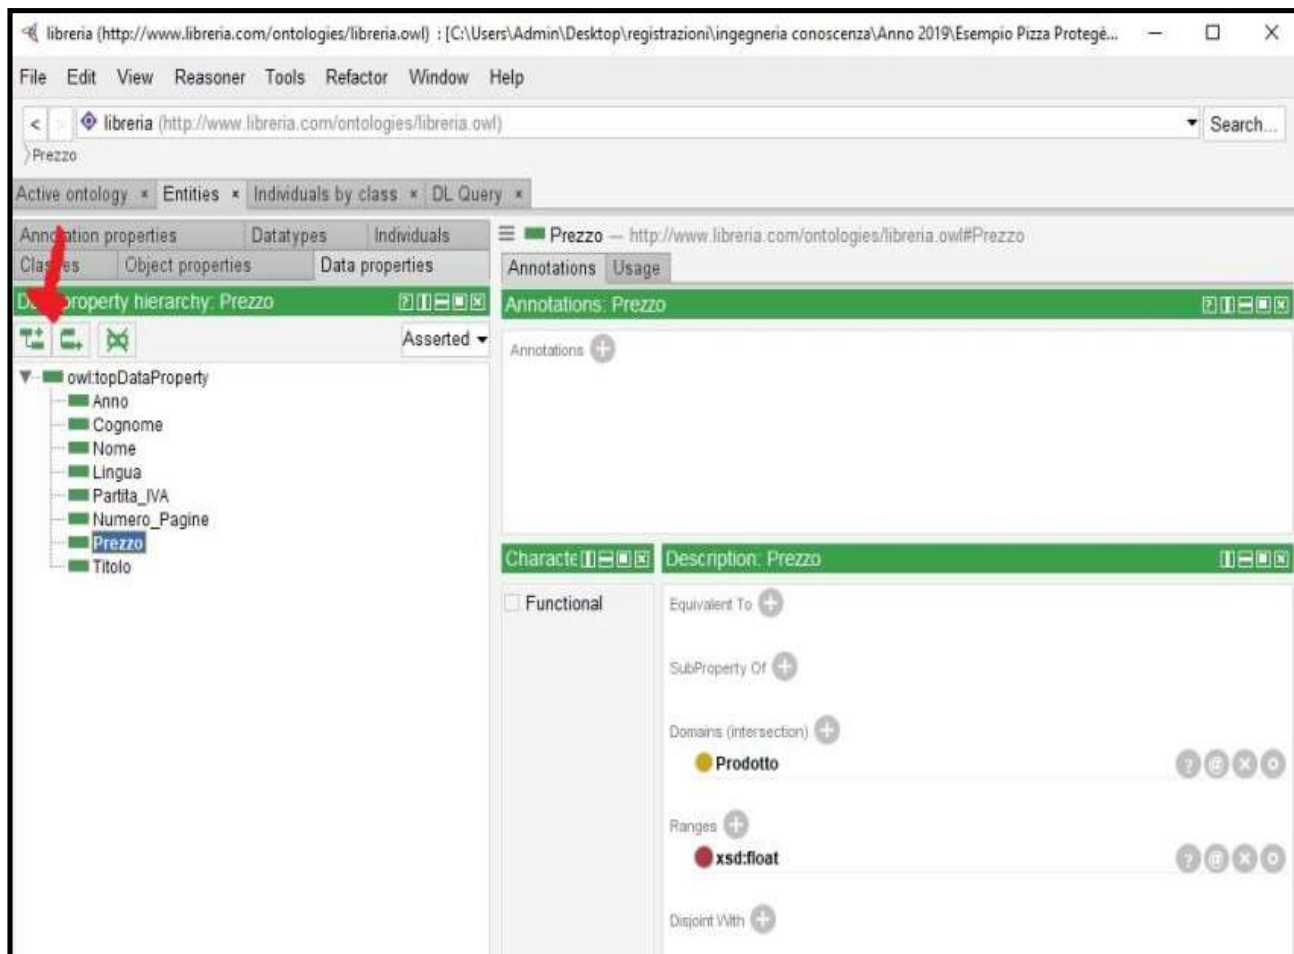 libreria (http://www.libreria.com/ontologies/libreria.owl) : [C:\Users\Admin\Desktop\registrazioni\ingegneria conoscenza\Anno 2019\Esempio Pizza Protegè...
File Edit View Reasoner Tools Refactor Window Help
< > libreria (http://www.libreria.com/ontologies/libreria.owl) Search...
Prezzo
Active ontology × Entities × Individuals by class × DL Query ×
Annotation properties Datatypes Individuals
Classes Object properties Data properties
property hierarchy: Prezzo
Asserted
owl:topDataProperty
Anno
Cognome
Nome
Lingua
Partita_IVA
Numero_Pagine
Prezzo
Titolo
Prezzo — http://www.libreria.com/ontologies/libreria.owl#Prezzo
Annotations Usage
Annotations: Prezzo
Annotations
Characte
Functional
Description: Prezzo
Equivalent To
SubProperty Of
Domains (intersection)
Prodotto
Ranges
xsd:float
Disjoint With